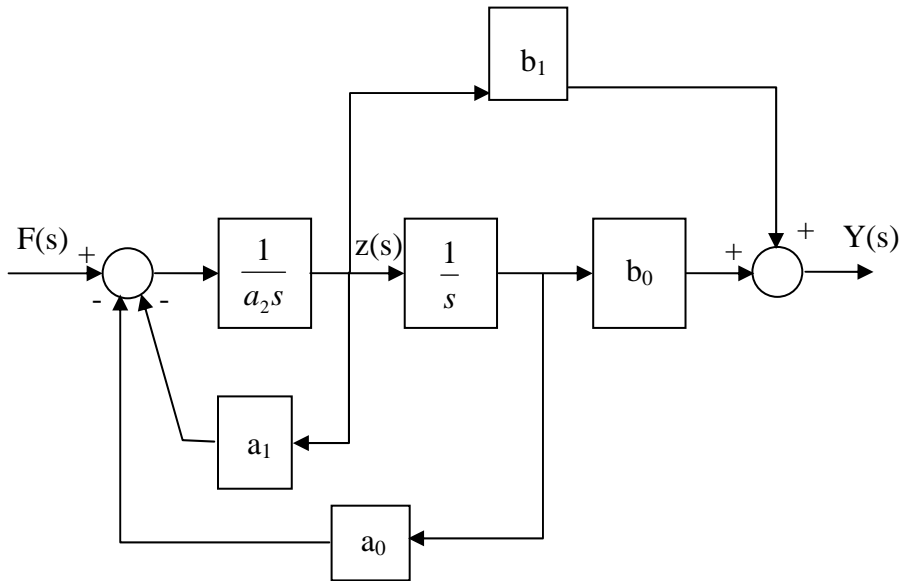 b₁
F(s)
+
-
-
1
a₂s
z(s)
1
s
b₀
+
+
Y(s)
a₁
a₀